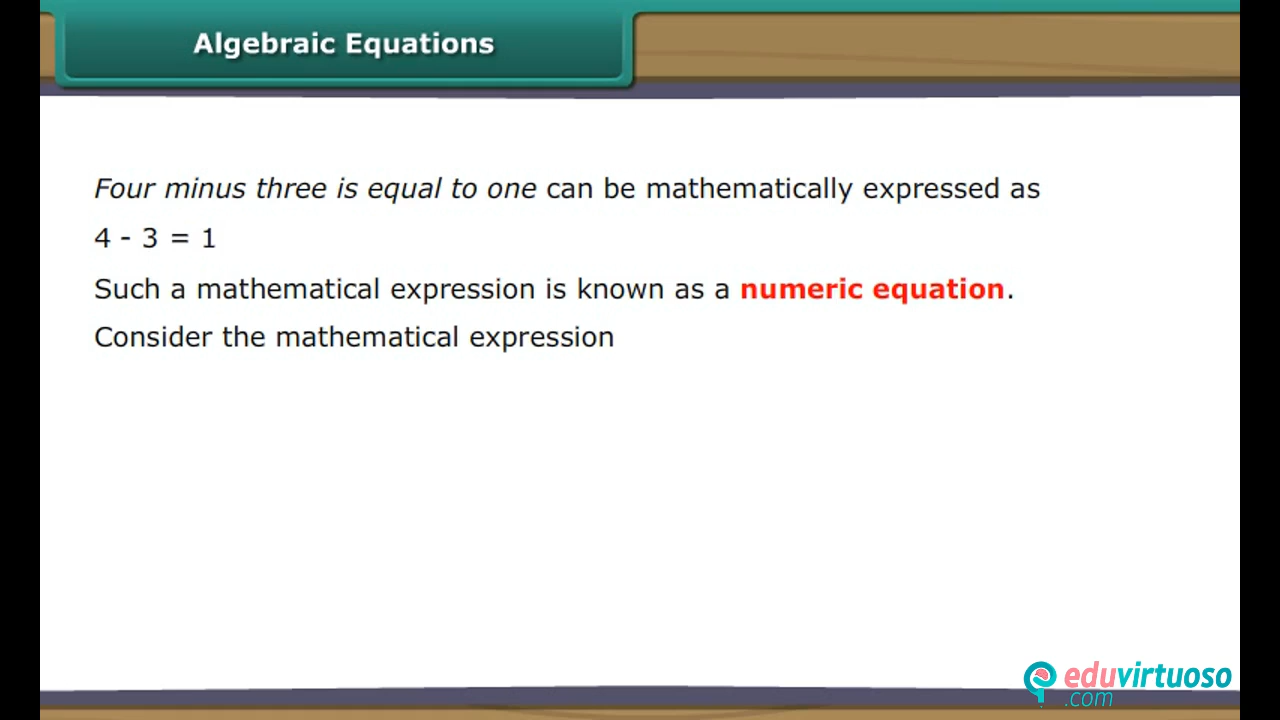 Algebraic Equations
Four minus three is equal to one can be mathematically expressed as
4 - 3 = 1
Such a mathematical expression is known as a numeric equation.
Consider the mathematical expression
eduvirtuoso
.com